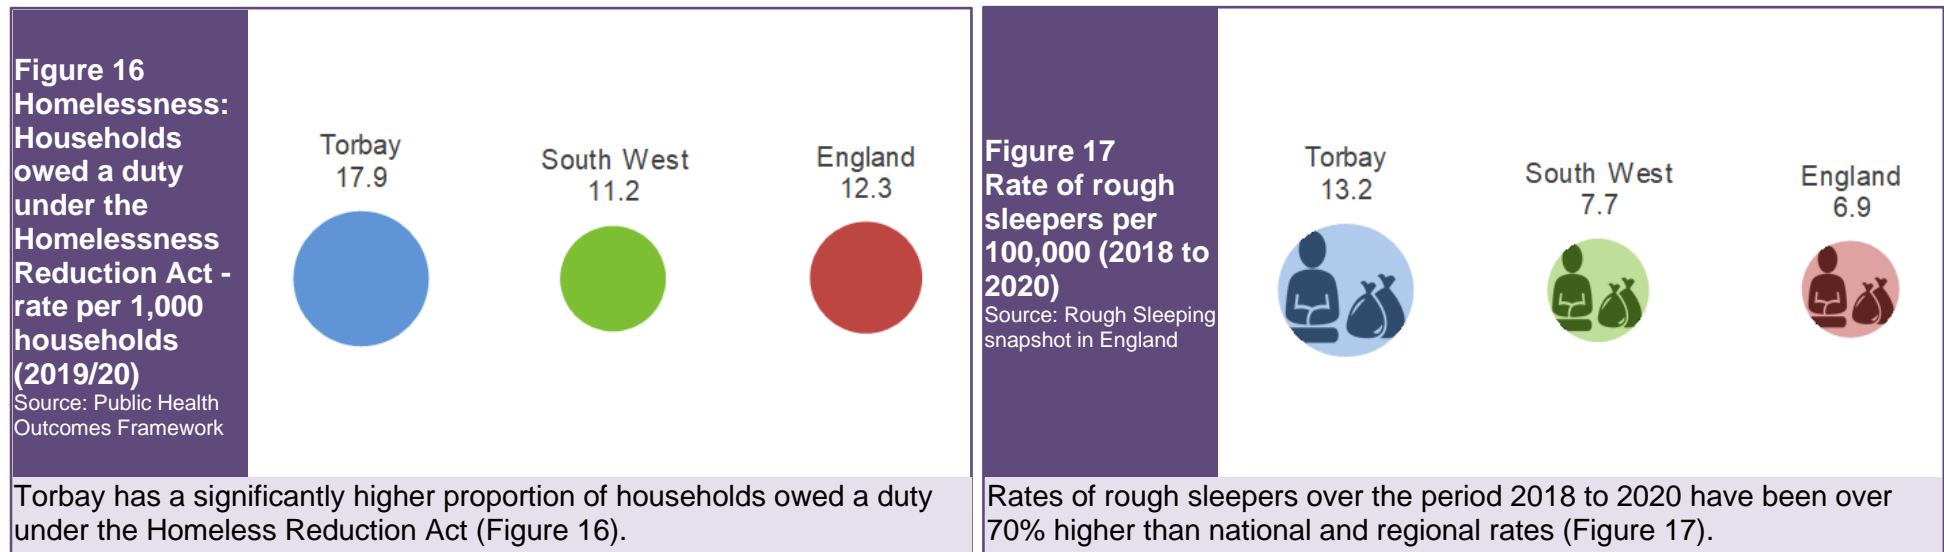 Figure 16
Homelessness:
Households
owed a duty
under the
Homelessness
Reduction Act -
rate per 1,000
households
(2019/20)
Source: Public Health
Outcomes Framework
Torbay
17.9
South West
11.2
England
12.3
Torbay has a significantly higher proportion of households owed a duty
under the Homeless Reduction Act (Figure 16).
Figure 17
Rate of rough
sleepers per
100,000 (2018 to
2020)
Source: Rough Sleeping
snapshot in England
Torbay
13.2
South West
7.7
England
6.9
Rates of rough sleepers over the period 2018 to 2020 have been over
70% higher than national and regional rates (Figure 17).